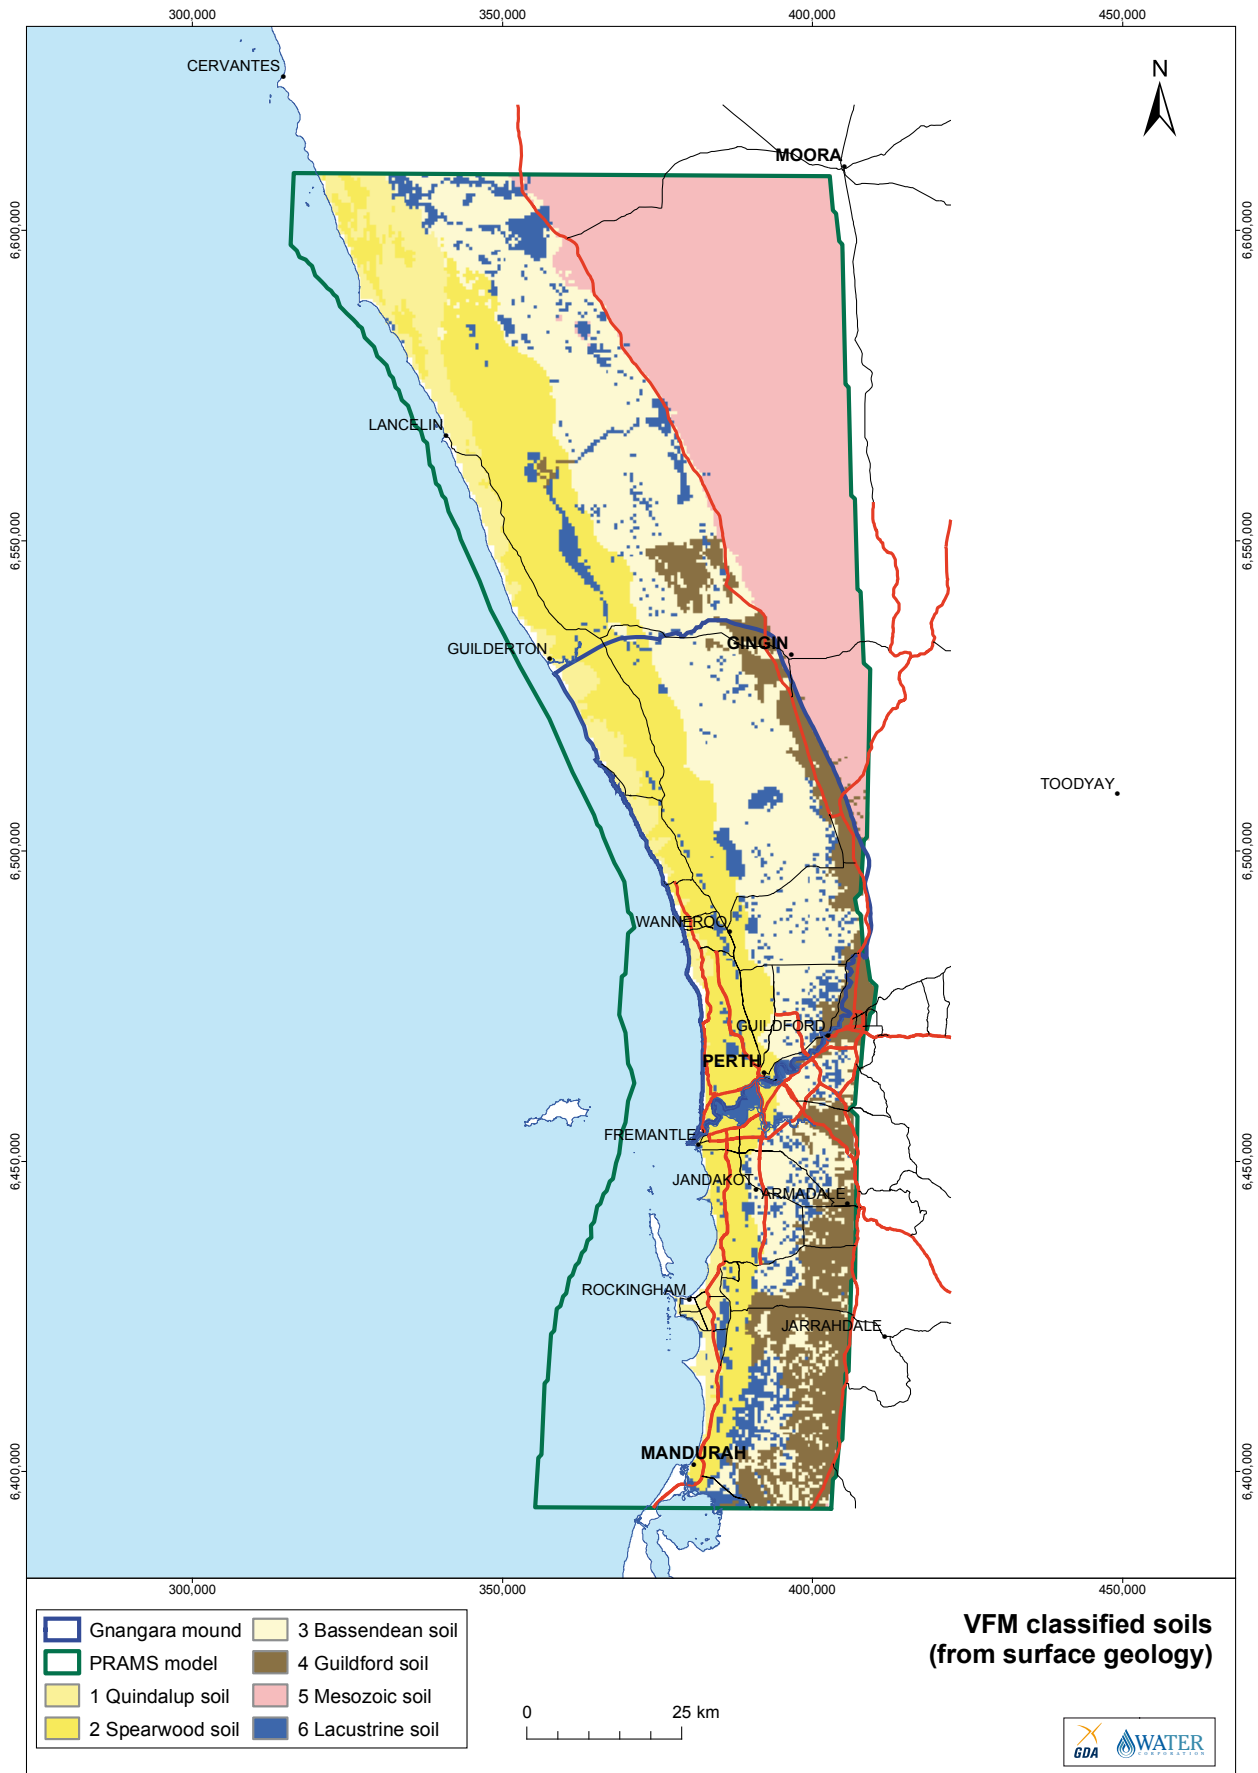 300,000
350,000
400,000
450,000
CERVANTES
N
MOORA
6,600,000
6,600,000
LANCELIN
6,550,000
6,550,000
GUILDERTON
GINGIN
TOODYAY
6,500,000
6,500,000
WANNEROO
GUILDFORD
PERTH
FREMANTLE
6,450,000
6,450,000
JANDAKOT
ARMADALE
ROCKINGHAM
JARRAHDALE
MANDURAH
6,400,000
6,400,000
300,000
350,000
400,000
450,000
Gnangara mound
PRAMS model
1 Quindalup soil
2 Spearwood soil
3 Bassendean soil
4 Guildford soil
5 Mesozoic soil
6 Lacustrine soil
0
25 km
VFM classified soils
(from surface geology)
GDA
WATER
CORPORATION